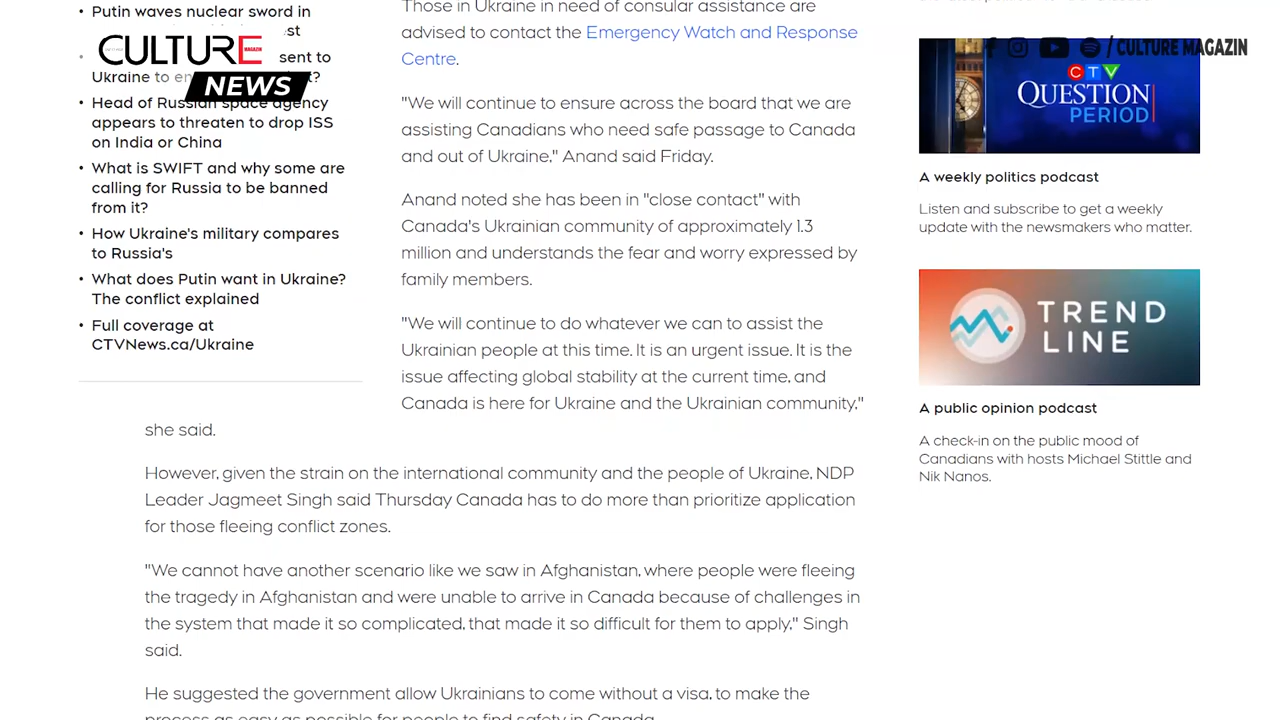 Putin waves nuclear sword in
st
sent to
Ukraine to en t?
Head of Russian space agency
appears to threaten to drop ISS
on India or China
What is SWIFT and why some are
calling for Russia to be banned
from it?
How Ukraine's military compares
to Russia's
What does Putin want in Ukraine?
The conflict explained
Full coverage at
CTVNews.ca/Ukraine
CULTURE
MAGAZIN
NEWS
Those in Ukraine in need of consular assistance are
advised to contact the Emergency Watch and Response
Centre.
"We will continue to ensure across the board that we are
assisting Canadians who need safe passage to Canada
and out of Ukraine," Anand said Friday.
Anand noted she has been in "close contact" with
Canada's Ukrainian community of approximately 1.3
million and understands the fear and worry expressed by
family members.
"We will continue to do whatever we can to assist the
Ukrainian people at this time. It is an urgent issue. It is the
issue affecting global stability at the current time, and
Canada is here for Ukraine and the Ukrainian community,"
she said.
However, given the strain on the international community and the people of Ukraine, NDP
Leader Jagmeet Singh said Thursday Canada has to do more than prioritize application
for those fleeing conflict zones.
"We cannot have another scenario like we saw in Afghanistan, where people were fleeing
the tragedy in Afghanistan and were unable to arrive in Canada because of challenges in
the system that made it so complicated, that made it so difficult for them to apply," Singh
said.
He suggested the government allow Ukrainians to come without a visa, to make the
process as easy as possible for people to find safety in Canada.
/ CULTURE MAGAZIN
CTV
QUESTION
PERIOD
A weekly politics podcast
Listen and subscribe to get a weekly
update with the newsmakers who matter.
TREND
LINE
A public opinion podcast
A check-in on the public mood of
Canadians with hosts Michael Stittle and
Nik Nanos.